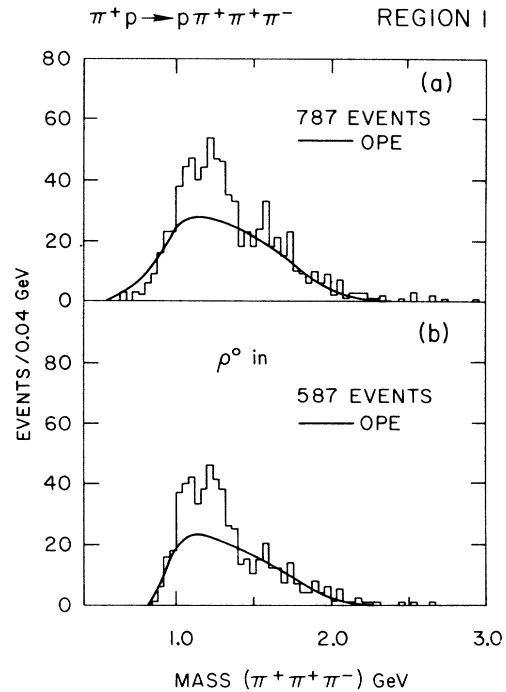 π⁺p → pπ⁺π⁺π⁻ REGION I
(a)
787 EVENTS
OPE
80
60
40
20
0
(b)
ρ° in
587 EVENTS
OPE
80
60
40
20
0
EVENTS/0.04 GeV
1.0 2.0 3.0
MASS (π⁺π⁺π⁻) GeV